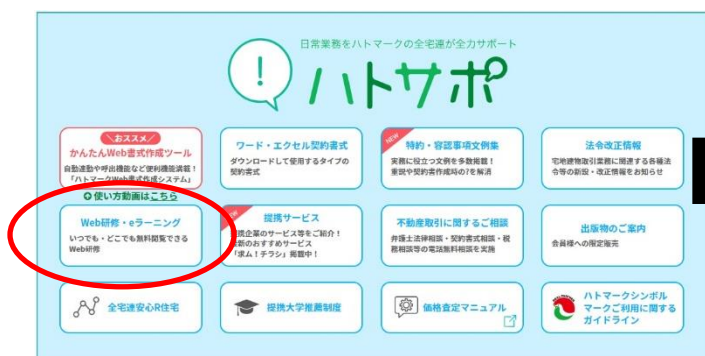 日常業務をハトマークの全宅連が全力サポート
ハトサポ
＼おススメ／
かんたんWeb書式作成ツール
自動連動や呼出機能など便利機能満載！
「ハトマークWeb書式作成システム」
使い方動画はこちら
ワード・エクセル契約書式
ダウンロードして使用するタイプの
契約書式
NEW
特約・容認事項文例集
実務に役立つ文例を多数掲載！
重説や契約書作成時の?を解消
法令改正情報
宅地建物取引業務に関連する各種法
令等の新設・改正情報をお知らせ
Web研修・eラーニング
いつでも・どこでも無料閲覧できる
Web研修
NEW
提携サービス
提携企業のサービス等をご紹介！
最新のおすすめサービス
「求ム！チラシ」掲載中！
不動産取引に関するご相談
弁護士法律相談・契約書式相談・税
務相談等の電話無料相談を実施
出版物のご案内
会員様への限定販売
全宅連安心R住宅
提携大学推薦制度
価格査定マニュアル
ハトマークシンボル
マークご利用に関する
ガイドライン